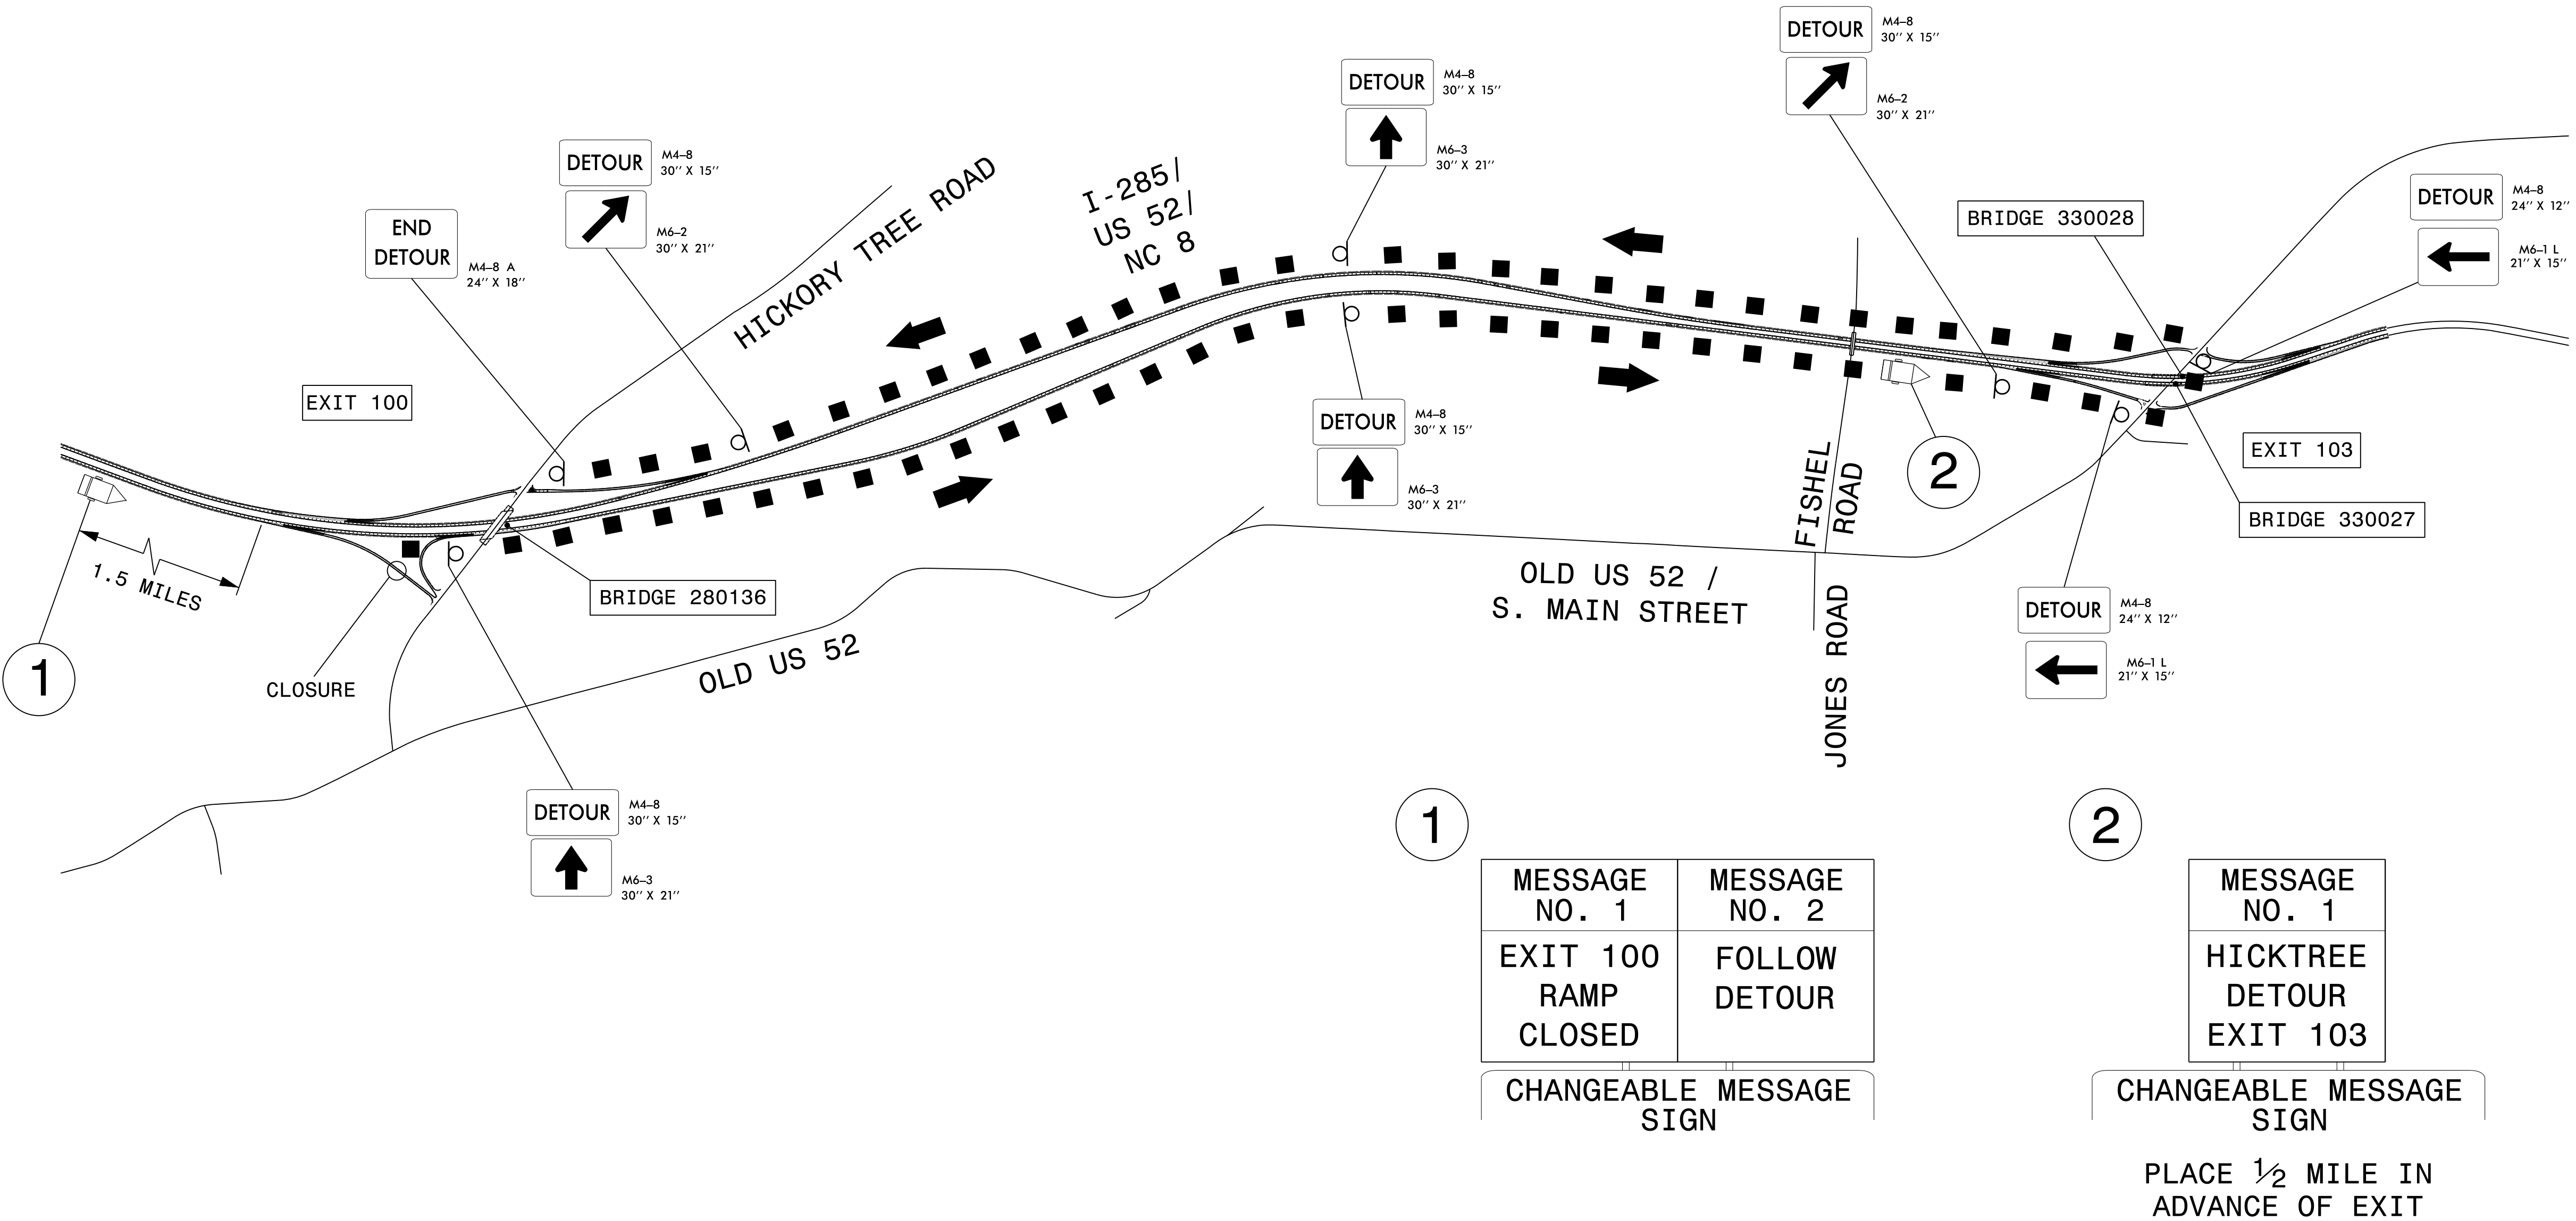 DETOUR
M4–8
30'' X 15''
M6–2
30'' X 21''
DETOUR
M4–8
30'' X 15''
M6–3
30'' X 21''
DETOUR
M4–8
30'' X 15''
M6–2
30'' X 21''
END
DETOUR
M4–8 A
24'' X 18''
HICKORY TREE ROAD
I-285/
US 52/
NC 8
BRIDGE 330028
DETOUR
M4–8
24'' X 12''
M6–1 L
21'' X 15''
EXIT 100
DETOUR
M4–8
30'' X 15''
M6–3
30'' X 21''
FISHEL
ROAD
2
EXIT 103
BRIDGE 330027
1.5 MILES
BRIDGE 280136
OLD US 52 /
S. MAIN STREET
JONES ROAD
DETOUR
M4–8
24'' X 12''
M6–1 L
21'' X 15''
1
CLOSURE
OLD US 52
DETOUR
M4–8
30'' X 15''
M6–3
30'' X 21''
1
MESSAGE
NO. 1
EXIT 100
RAMP
CLOSED
MESSAGE
NO. 2
FOLLOW
DETOUR
CHANGEABLE MESSAGE
SIGN
2
MESSAGE
NO. 1
HICKTREE
DETOUR
EXIT 103
CHANGEABLE MESSAGE
SIGN
PLACE 1/2 MILE IN
ADVANCE OF EXIT